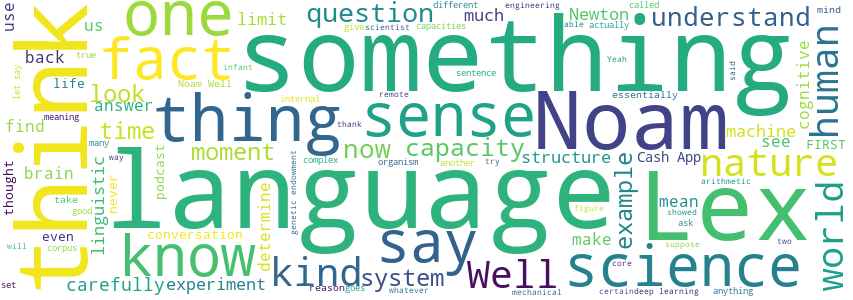 use
think
back
life
let say
true
many
meaning
thought
find
brain
take
good
even
will
corpus
set
us
look
answer
time
linguistic
never
way
one
fact
limit
Noam Weil
infant
podcast
thing
moment
language
conversation
know
carefully
experiment
determine
internal
genetic endowment
kind
reason
goes
whatever
system
thank
question
much
give
scientist
capacities
something
sense
now
capacity
remote
organism
complex
say
Well
mechanical
different
engineering
called
able
actually
Newton
Yeah
sentence
essentially
Noam
structure
another
try
figure
make
science
core
certain
deep learning
understand
said
mind
human
cognitive
machine
see
FIRST
Cash App
nature
example
mean
showed
ask
Lex
arithmetic
suppose
two
anything
world